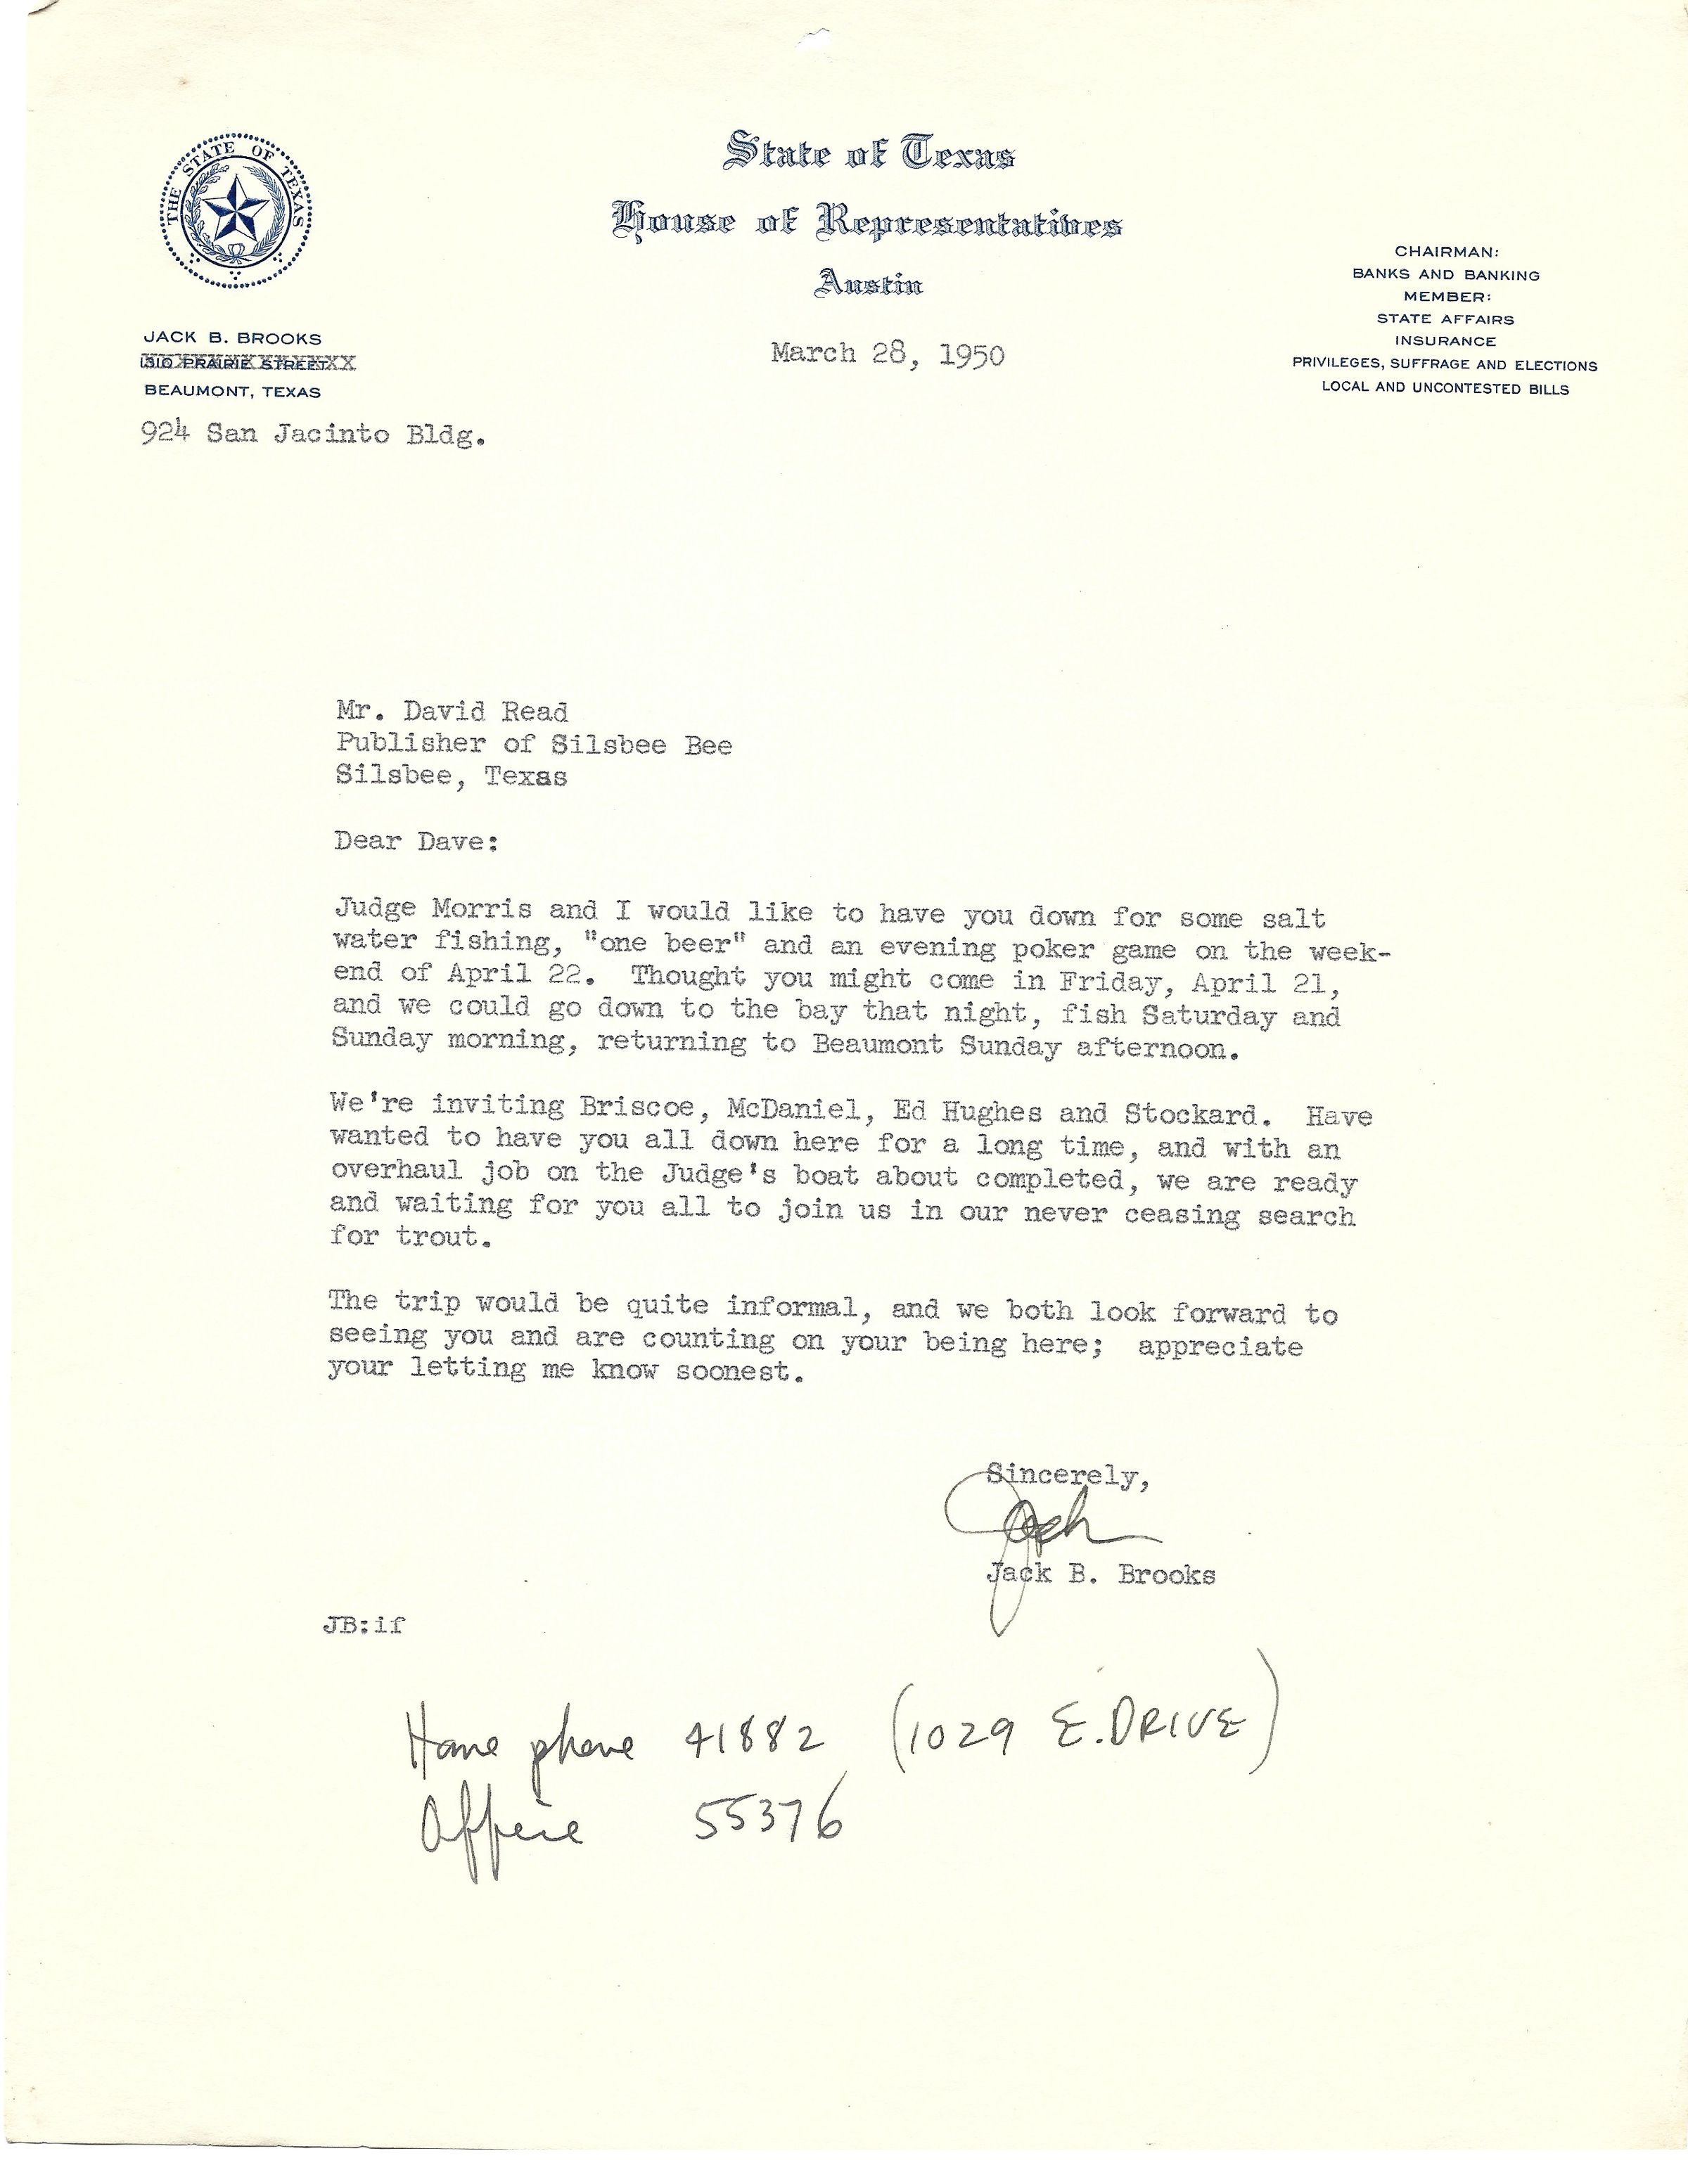 THE STATE OF TEXAS
State of Texas
House of Representatives
Austin
March 28, 1950
JACK B. BROOKS
1310 PRAIRIE STREET
BEAUMONT, TEXAS
924 San Jacinto Bldg.
CHAIRMAN:
BANKS AND BANKING
MEMBER:
STATE AFFAIRS
INSURANCE
PRIVILEGES, SUFFRAGE AND ELECTIONS
LOCAL AND UNCONTESTED BILLS
Mr. David Read
Publisher of Silsbee Bee
Silsbee, Texas
Dear Dave:
Judge Morris and I would like to have you down for some salt
water fishing, "one beer" and an evening poker game on the week-
end of April 22.  Thought you might come in Friday, April 21,
and we could go down to the bay that night, fish Saturday and
Sunday morning, returning to Beaumont Sunday afternoon.
We're inviting Briscoe, McDaniel, Ed Hughes and Stockard.  Have
wanted to have you all down here for a long time, and with an
overhaul job on the Judge's boat about completed, we are ready
and waiting for you all to join us in our never ceasing search
for trout.
The trip would be quite informal, and we both look forward to
seeing you and are counting on your being here;  appreciate
your letting me know soonest.
Sincerely,
Jack
Jack B. Brooks
JB:if
Home phone 41882 (1029 E. DRIVE)
Office 55376